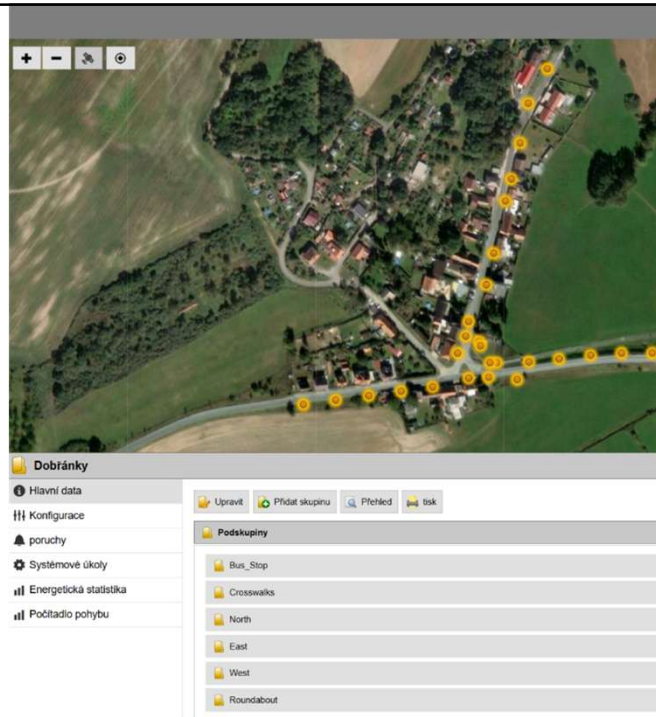 Dobřánky
Hlavní data
Konfigurace
poruchy
Systémové úkoly
Energetická statistika
Počítadlo pohybu
Upravit
Přidat skupinu
Přehled
tisk
Podskupiny
Bus_Stop
Crosswalks
North
East
West
Roundabout